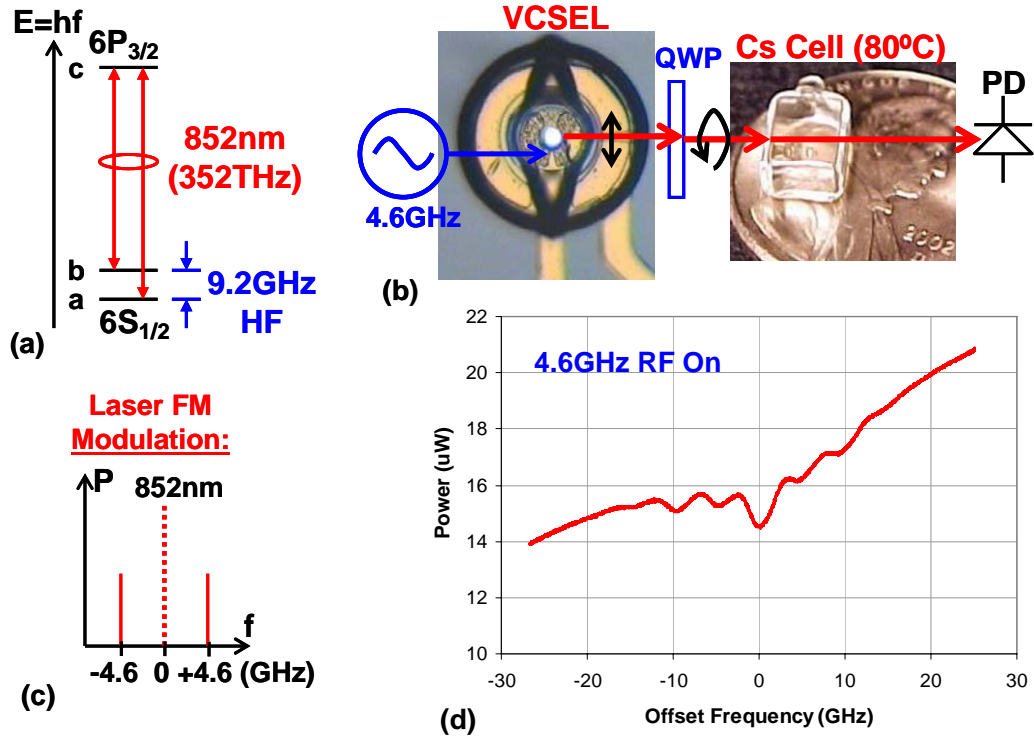 E=hf
6P3/2
c
852nm
(352THz)
b
a
9.2GHz
HF
6S1/2
(a)
VCSEL
QWP
Cs Cell (80ºC)
PD
4.6GHz
2002
(b)
Laser FM
Modulation:
P
852nm
f
-4.6 0 +4.6 (GHz)
(c)
4.6GHz RF On
Power (uW)
22
20
18
16
14
12
10
-30 -20 -10 0 10 20 30
Offset Frequency (GHz)
(d)